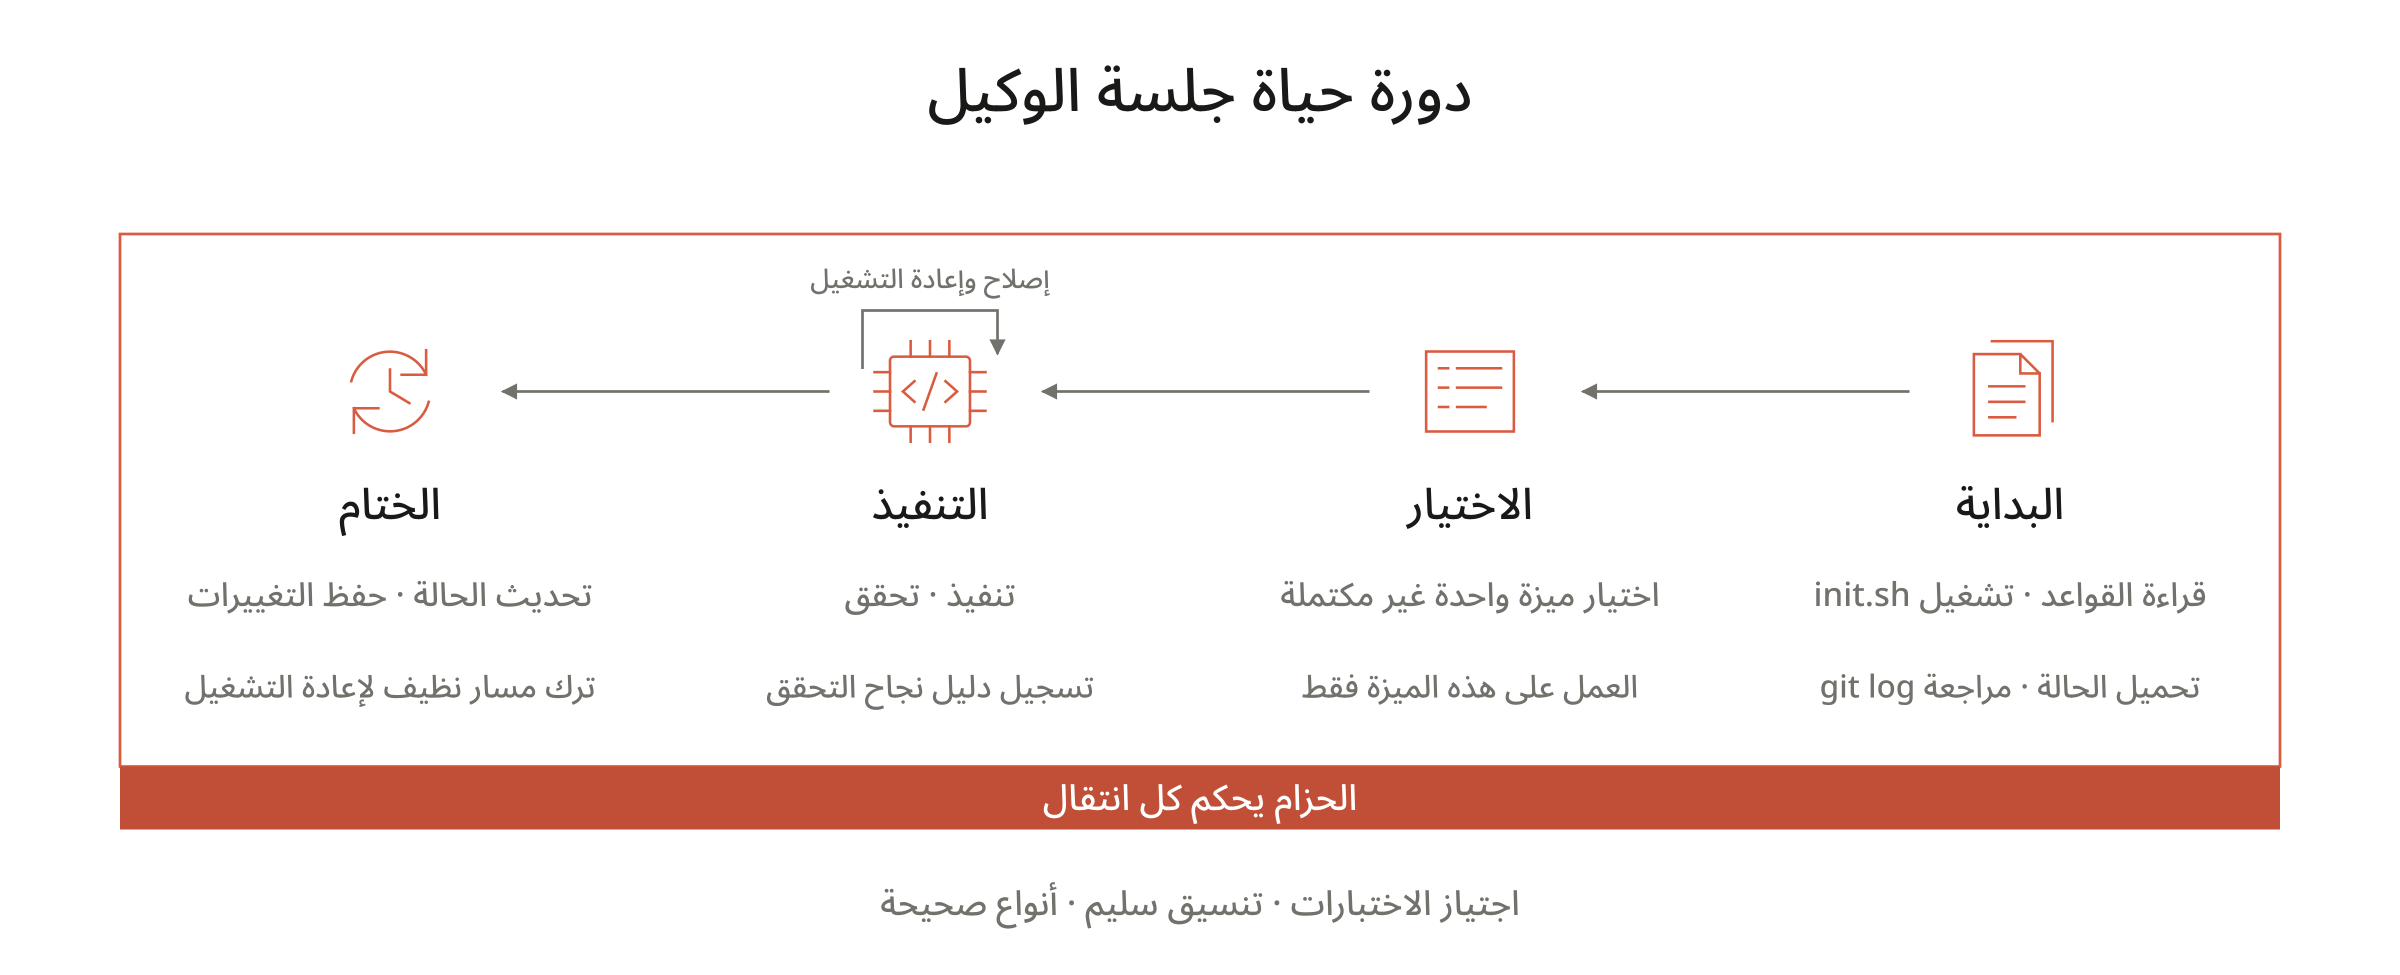 دورة حياة جلسة الوكيل
إصلاح وإعادة التشغيل
البداية
قراءة القواعد · تشغيل init.sh
تحميل الحالة · مراجعة git log
الاختيار
اختيار ميزة واحدة غير مكتملة
العمل على هذه الميزة فقط
التنفيذ
تنفيذ · تحقق
تسجيل دليل نجاح التحقق
الختام
تحديث الحالة · حفظ التغييرات
ترك مسار نظيف لإعادة التشغيل
الحزام يحكم كل انتقال
اجتياز الاختبارات · تنسيق سليم · أنواع صحيحة